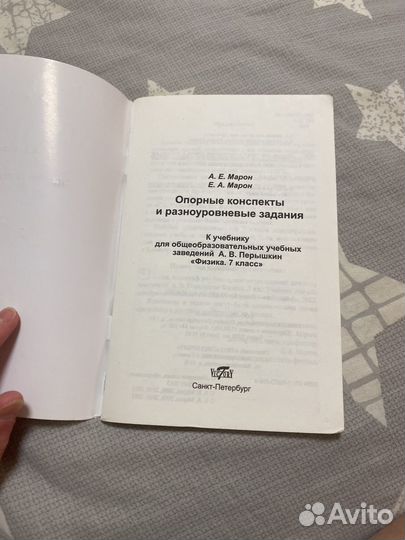 А. Е. Марон
Е. А. Марон
Опорные конспекты
и разноуровневые задания
К учебнику
для общеобразовательных учебных
заведений А. В. Перышкин
«Физика. 7 класс»
Санкт-Петербург
Avito